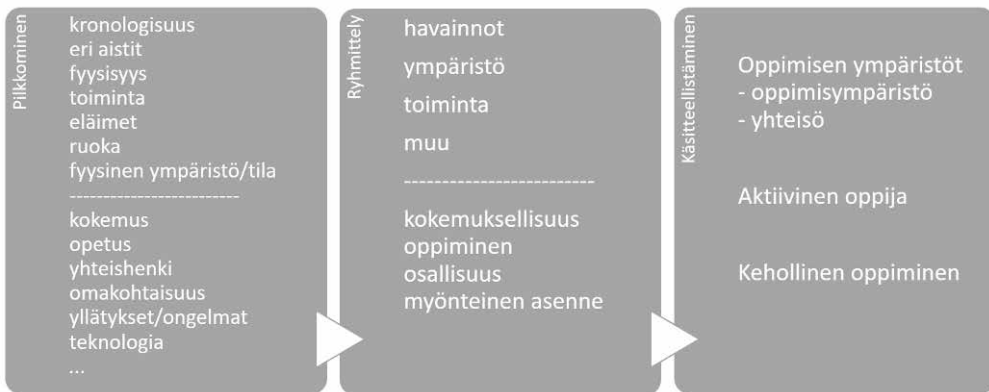 Pilkkominen
kronologisuus
eri aistit
fyysisyys
toiminta
eläimet
ruoka
fyysinen ympäristö/tila
-------------------------
kokemus
opetus
yhteishenki
omakohtaisuus
yllätykset/ongelmat
teknologia
...
Ryhmittely
havainnot
ympäristö
toiminta
muu
-------------------------
kokemuksellisuus
oppiminen
osallisuus
myönteinen asenne
Käsitteellistäminen
Oppimisen ympäristöt
- oppimisympäristö
- yhteisö
Aktiivinen oppija
Kehollinen oppiminen